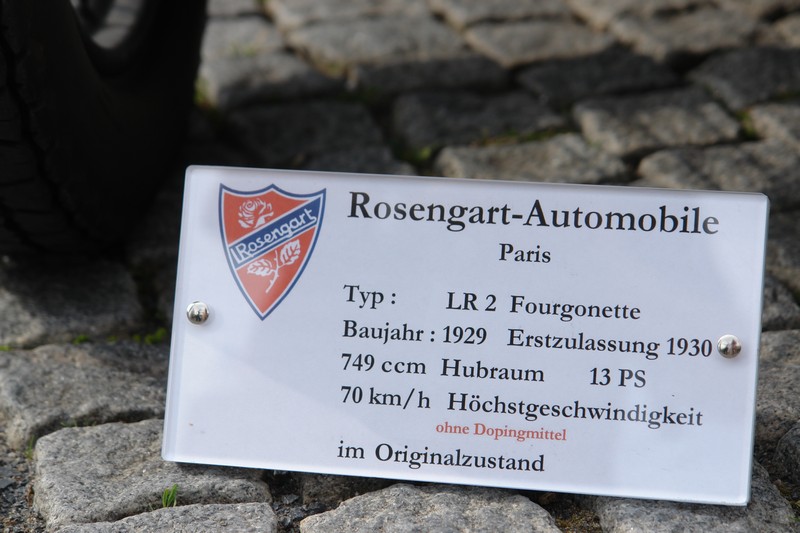 Rosengart-Automobile
Rosengart
Paris
Typ : LR 2 Fourgonette
Baujahr : 1929 Erstzulassung 1930
749 ccm Hubraum 13 PS
70 km/h Höchstgeschwindigkeit
ohne Dopingmittel
im Originalzustand